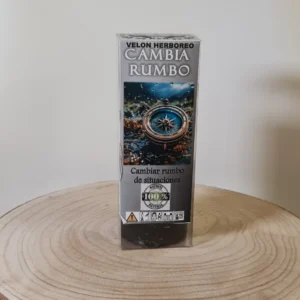 VELON HERBOREO
CAMBIA
RUMBO
Cambiar rumbo
de situaciones
100 %